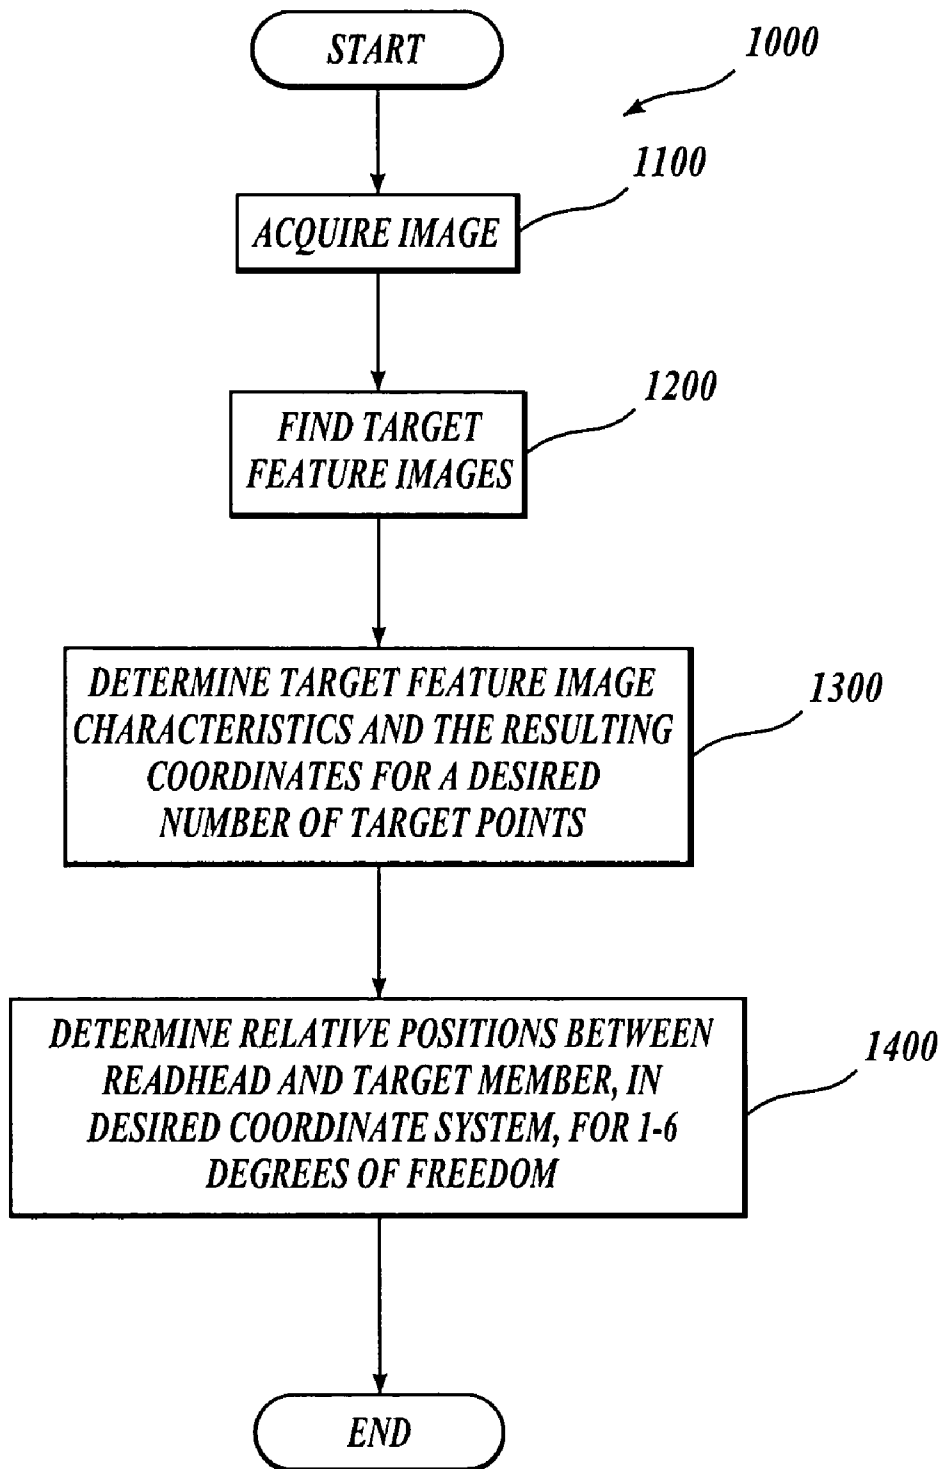 START
1000
1100
ACQUIRE IMAGE
1200
FIND TARGET
FEATURE IMAGES
DETERMINE TARGET FEATURE IMAGE
CHARACTERISTICS AND THE RESULTING
COORDINATES FOR A DESIRED
NUMBER OF TARGET POINTS
1300
DETERMINE RELATIVE POSITIONS BETWEEN
READHEAD AND TARGET MEMBER, IN
DESIRED COORDINATE SYSTEM, FOR 1-6
DEGREES OF FREEDOM
1400
END